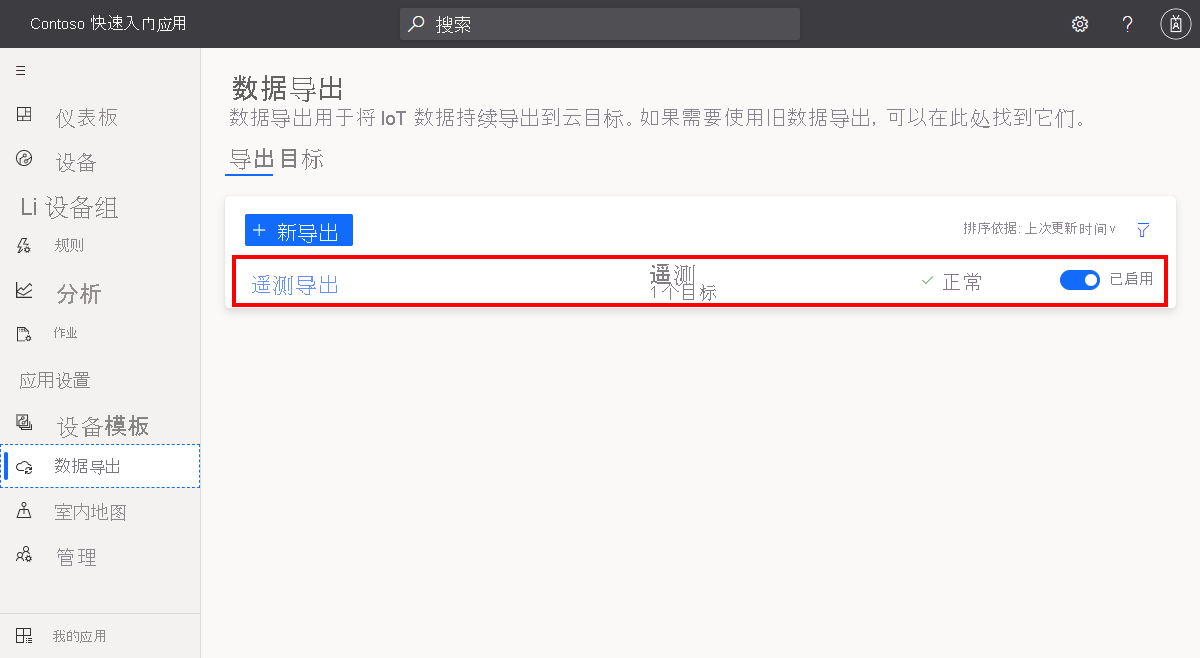 Contoso 快速入门应用
搜索
?
仪表板
设备
Li 设备组
规则
分析
作业
应用设置
设备模板
数据导出
室内地图
管理
我的应用
数据导出
数据导出用于将 IoT 数据持续导出到云目标。如果需要使用旧数据导出, 可以在此处找到它们。
导出 目标
+ 新导出
排序依据: 上次更新时间
遥测导出
遥测
1 个目标
正常
已启用